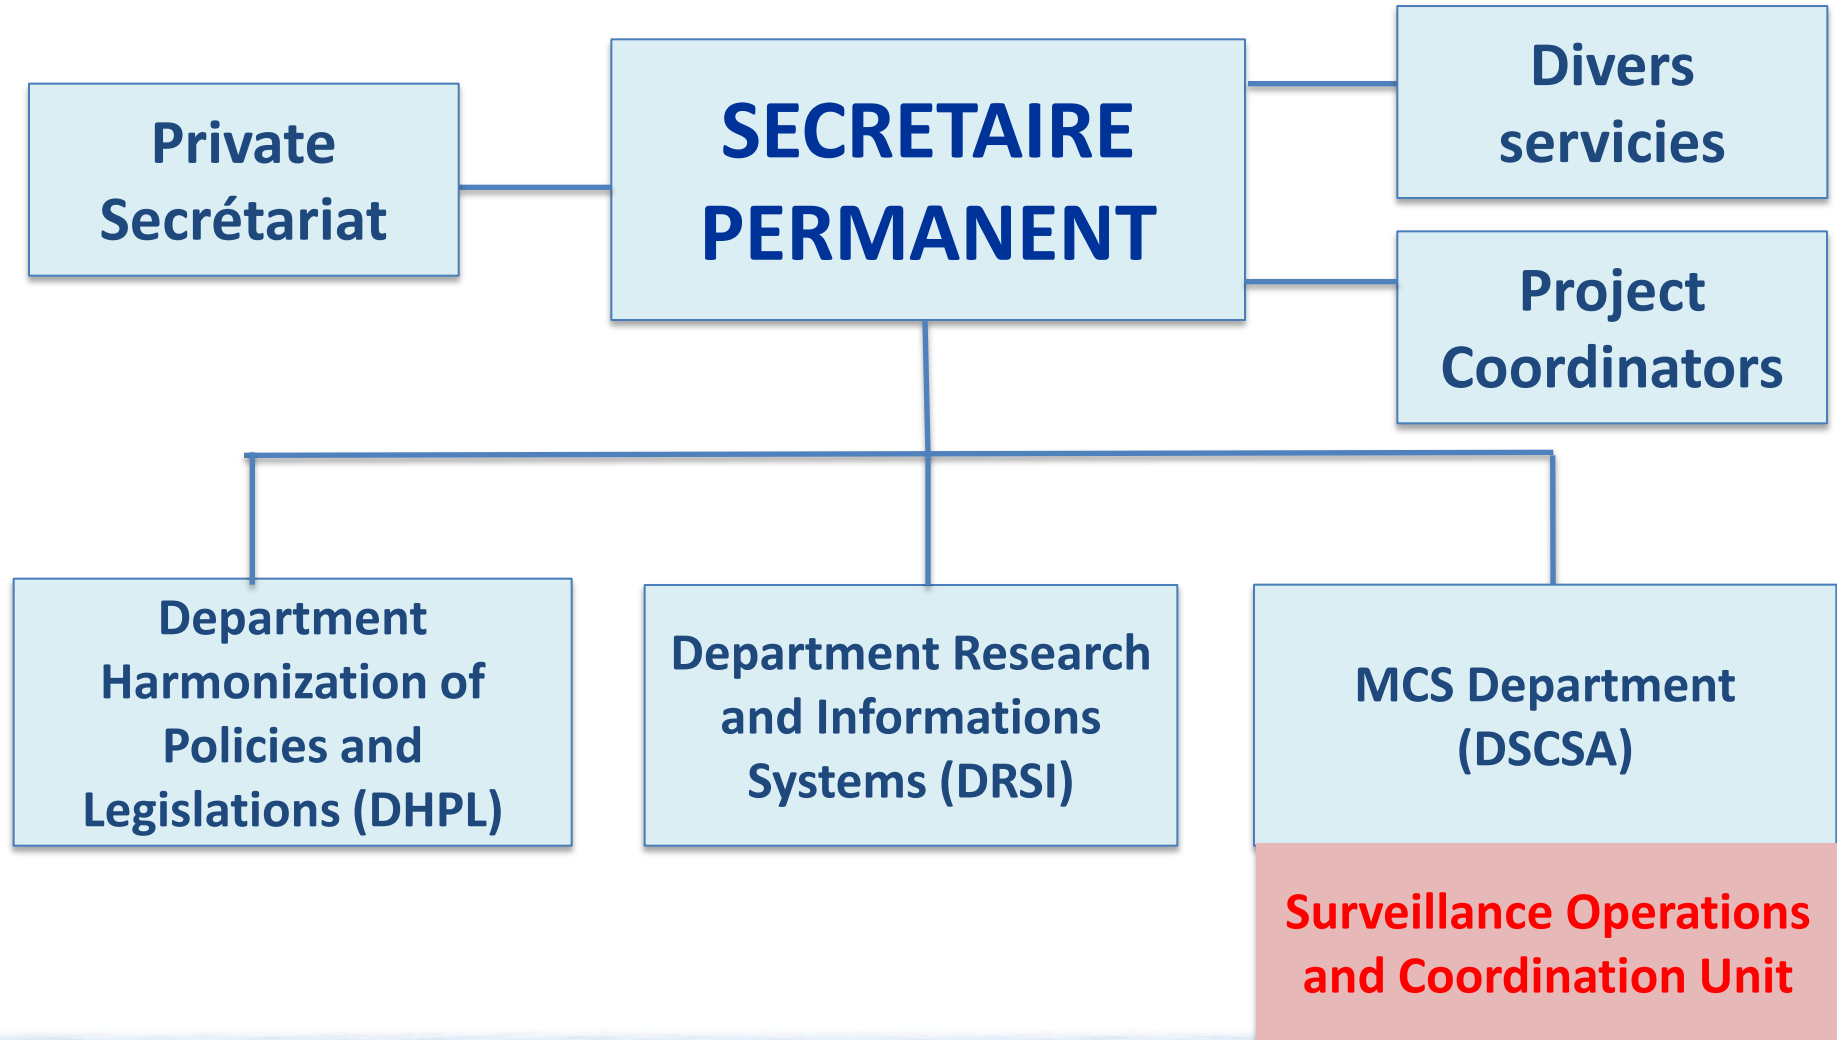 Private
Secrétariat
SECRETAIRE
PERMANENT
Divers
servicies
Project
Coordinators
Department
Harmonization of
Policies and
Legislations (DHPL)
Department Research
and Informations
Systems (DRSI)
MCS Department
(DSCSA)
Surveillance Operations
and Coordination Unit